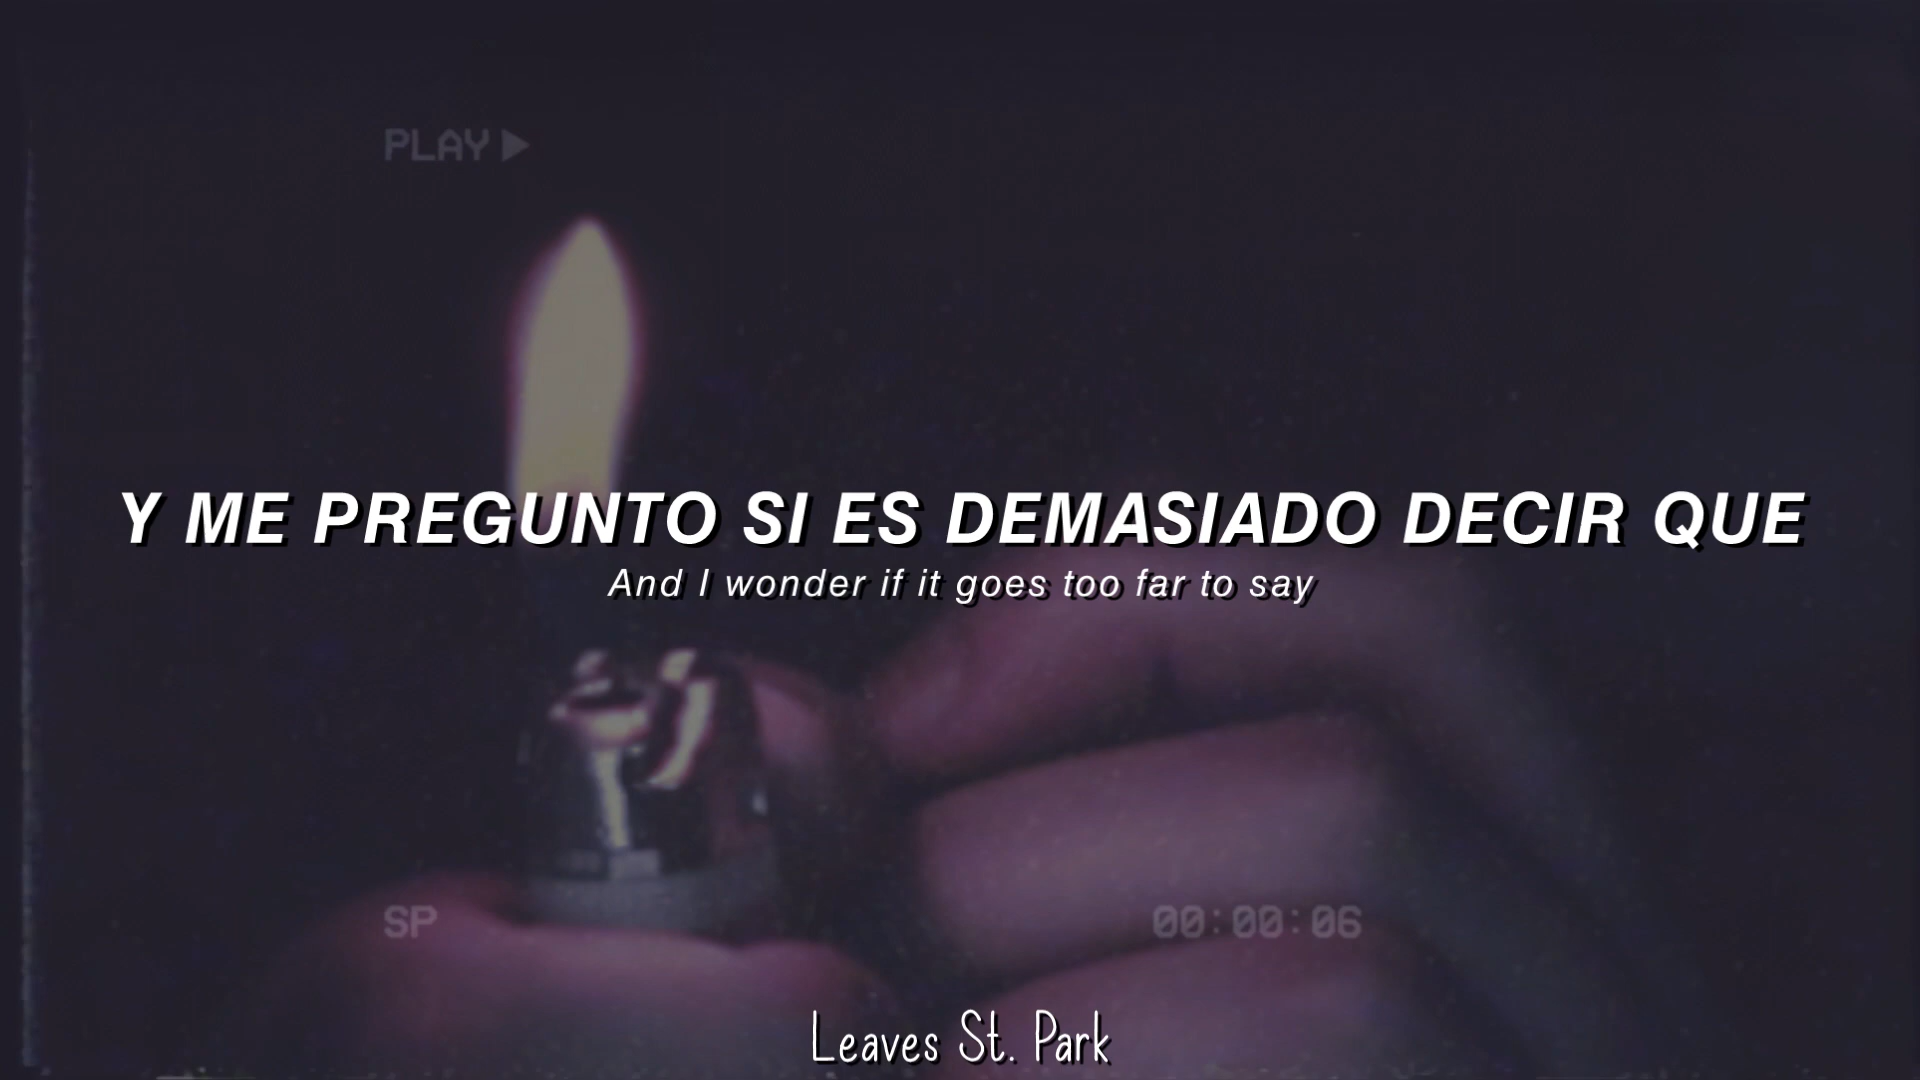 PLAY
Y ME PREGUNTO SI ES DEMASIADO DECIR QUE
And I wonder if it goes too far to say
SP 00:00:06
Leaves St. Park